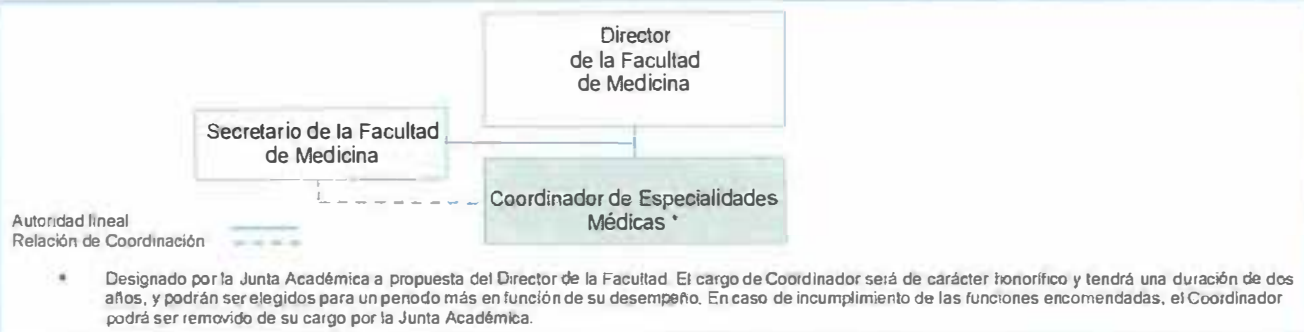 Director
de la Facultad
de Medicina
Secretario de la Facultad
de Medicina
Coordinador de Especialidades
Médicas *
Autoridad lineal
Relación de Coordinación
* Designado por la Junta Académica a propuesta del Director de la Facultad. El cargo de Coordinador será de carácter honorífico y tendrá una duración de dos
años, y podrán ser elegidos para un periodo más en función de su desempeño. En caso de incumplimiento de las funciones encomendadas, el Coordinador
podrá ser removido de su cargo por la Junta Académica.